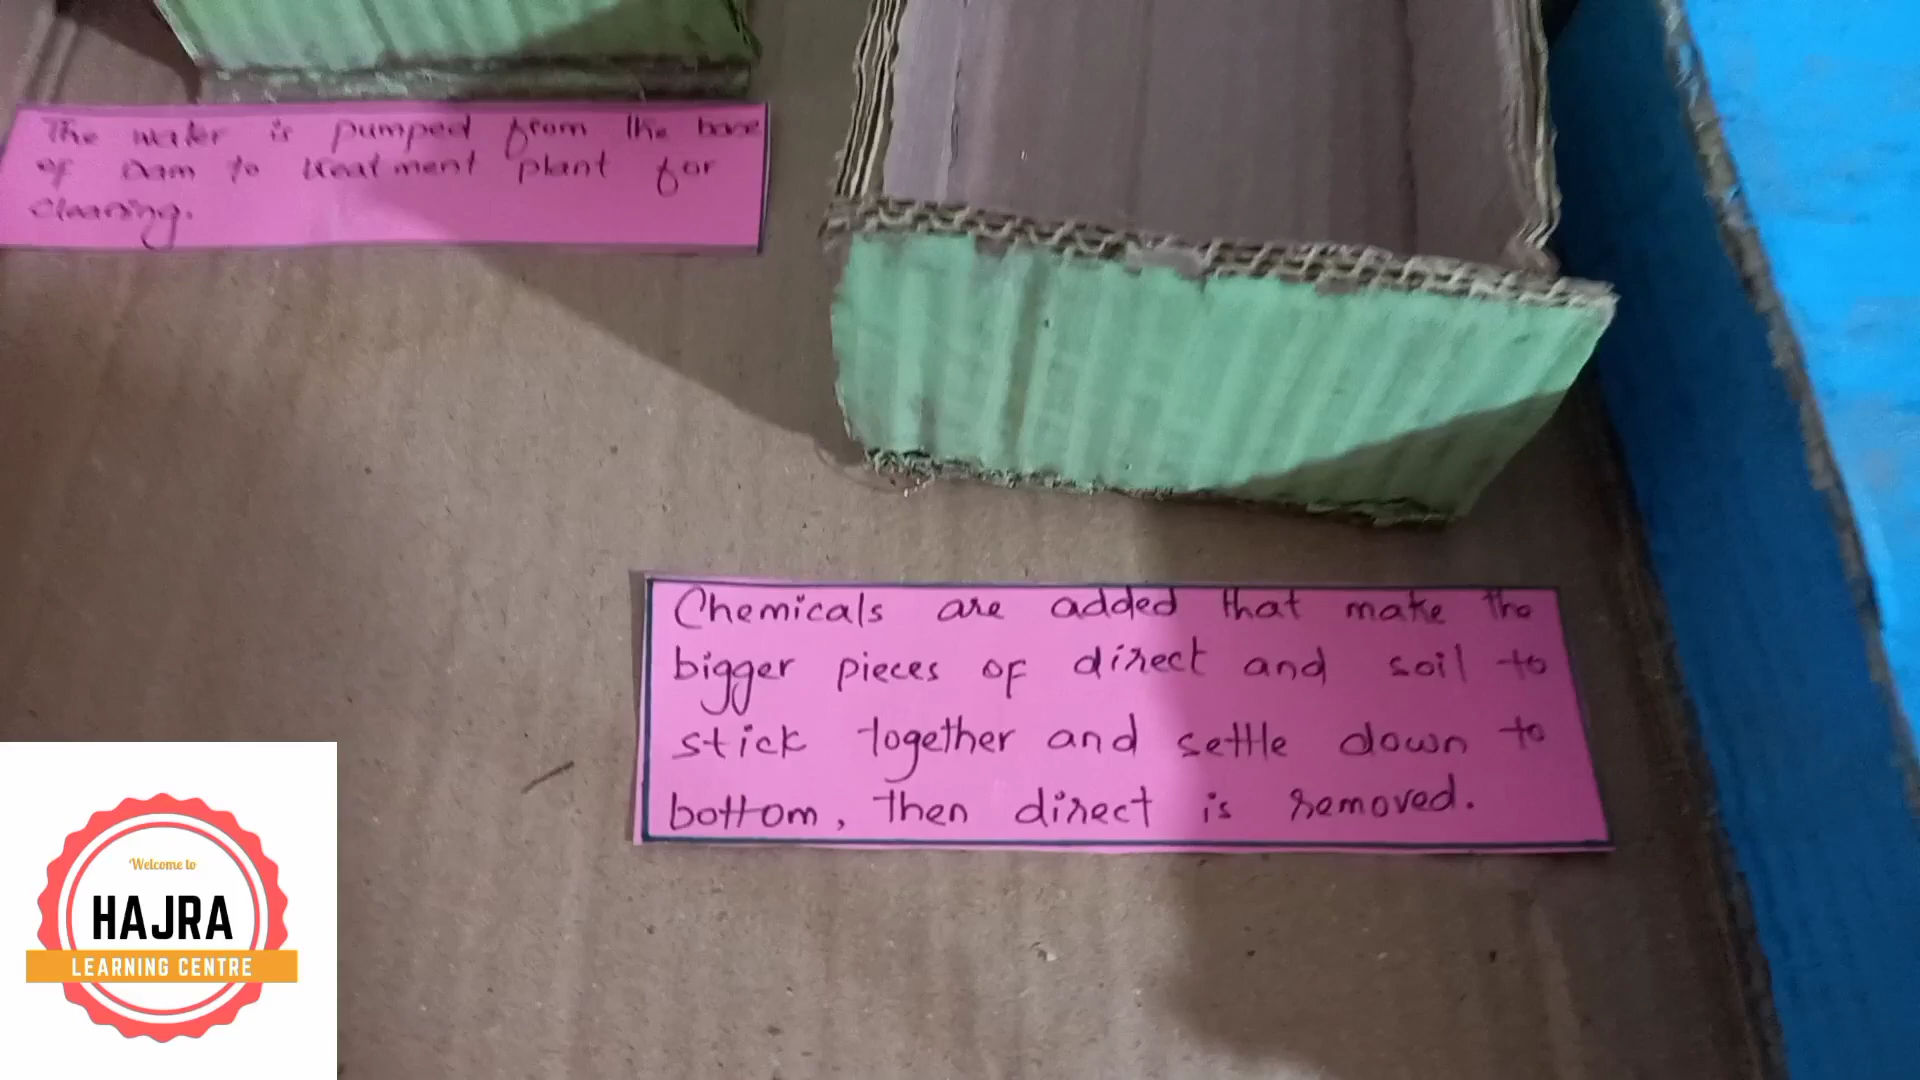 The water is pumped from the base
of Dam to treatment plant for
cleaning.
Chemicals are added that make the
bigger pieces of direct and soil to
stick together and settle down to
bottom, Then direct is removed.
Welcome to
HAJRA
LEARNING CENTRE